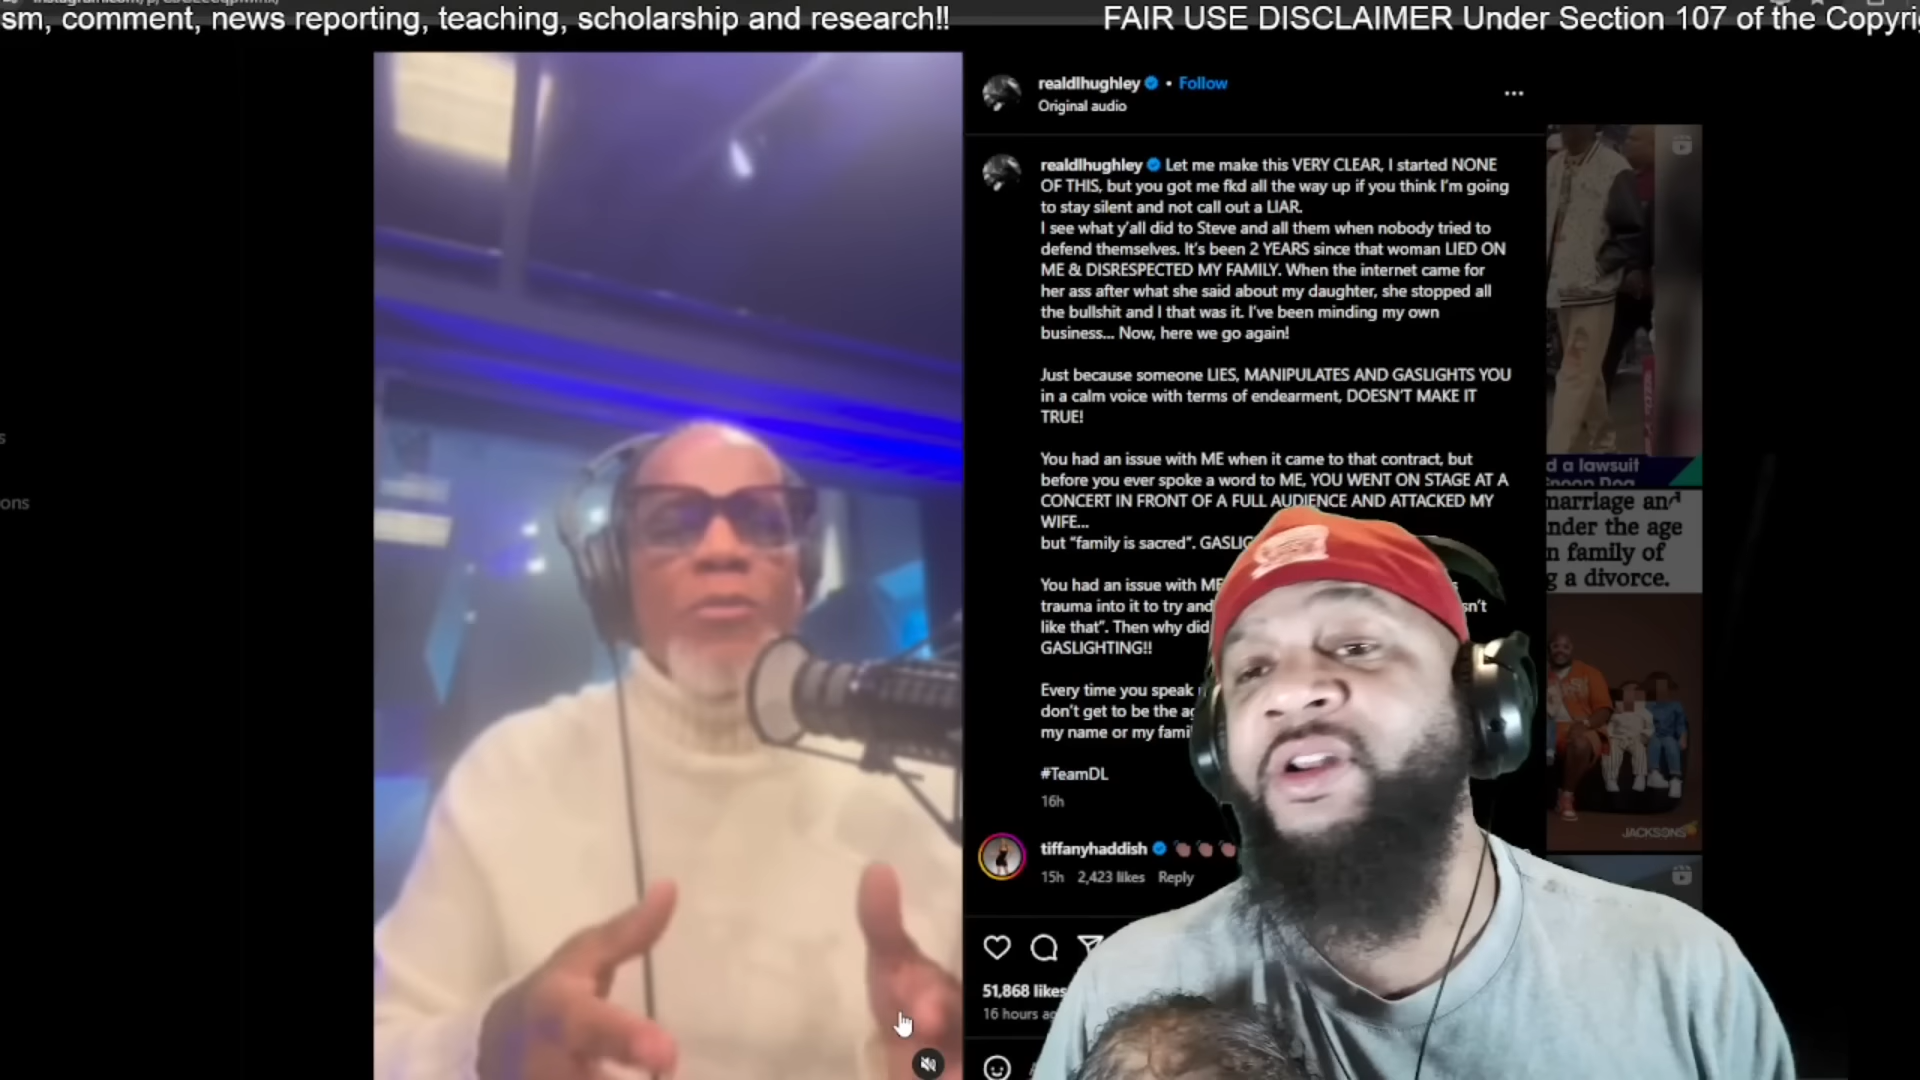 sm, comment, news reporting, teaching, scholarship and research!! FAIR USE DISCLAIMER Under Section 107 of the Copyri
realdlhughley • Follow
Original audio
realdlhughley Let me make this VERY CLEAR, I started NONE
OF THIS, but you got me fkd all the way up if you think I'm going
to stay silent and not call out a LIAR.
I see what y'all did to Steve and all them when nobody tried to
defend themselves. It's been 2 YEARS since that woman LIED ON
ME & DISRESPECTED MY FAMILY. When the internet came for
her ass after what she said about my daughter, she stopped all
the bullshit and I that was it. I've been minding my own
business... Now, here we go again!
Just because someone LIES, MANIPULATES AND GASLIGHTS YOU
in a calm voice with terms of endearment, DOESN'T MAKE IT
TRUE!
You had an issue with ME when it came to that contract, but
before you ever spoke a word to ME, YOU WENT ON STAGE AT A
CONCERT IN FRONT OF A FULL AUDIENCE AND ATTACKED MY
WIFE...
but "family is sacred". GASLIG
You had an issue with ME
trauma into it to try and sn't
like that". Then why did
GASLIGHTING!!
Every time you speak
don't get to be the ag
my name or my fami
#TeamDL
16h
tiffanyhaddish
15h 2,423 likes Reply
51,868 likes
16 hours ag
s
ons
d a lawsuit
Snoop Dog
marriage and
nder the age
n family of
g a divorce.
JACKSONS